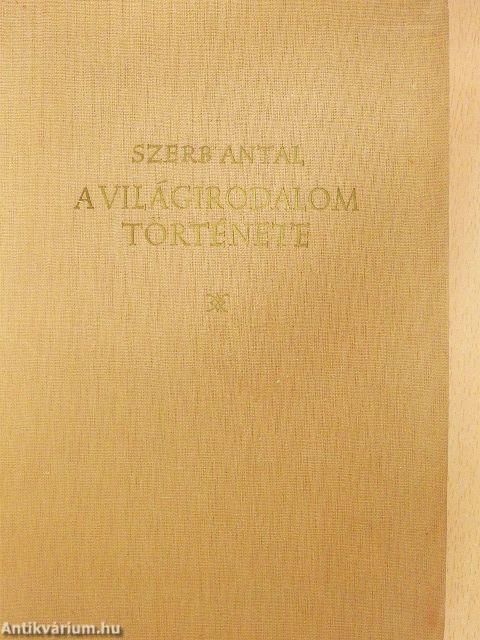 SZERB ANTAL
A VILÁGIRODALOM
TÖRTÉNETE
Antikvárium.hu